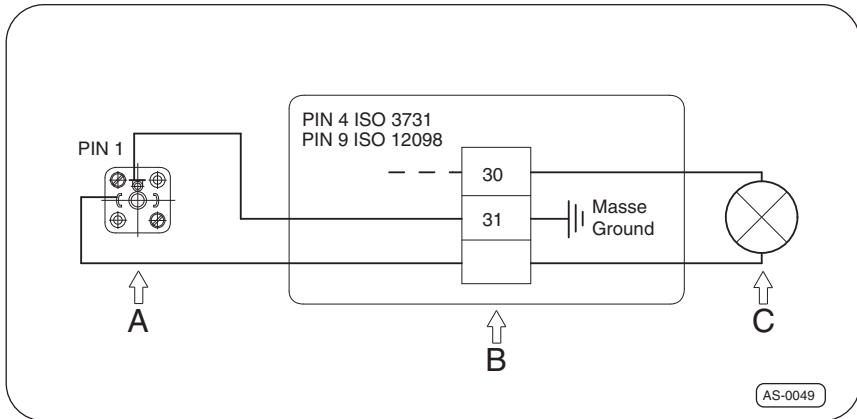 PIN 4 ISO 3731
PIN 9 ISO 12098
PIN 1
30
31
Masse
Ground
A
B
C
AS-0049